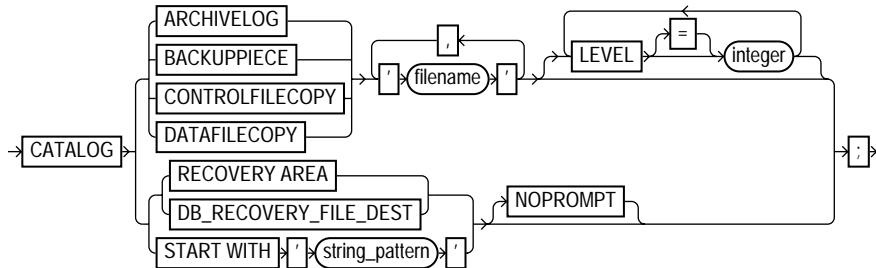 ARCHIVELOG
BACKUPPIECE
CONTROLFILECOPY
DATAFILECOPY
' filename '
,
LEVEL = integer
CATALOG
;
RECOVERY AREA
DB_RECOVERY_FILE_DEST
START WITH ' string_pattern '
NOPROMPT